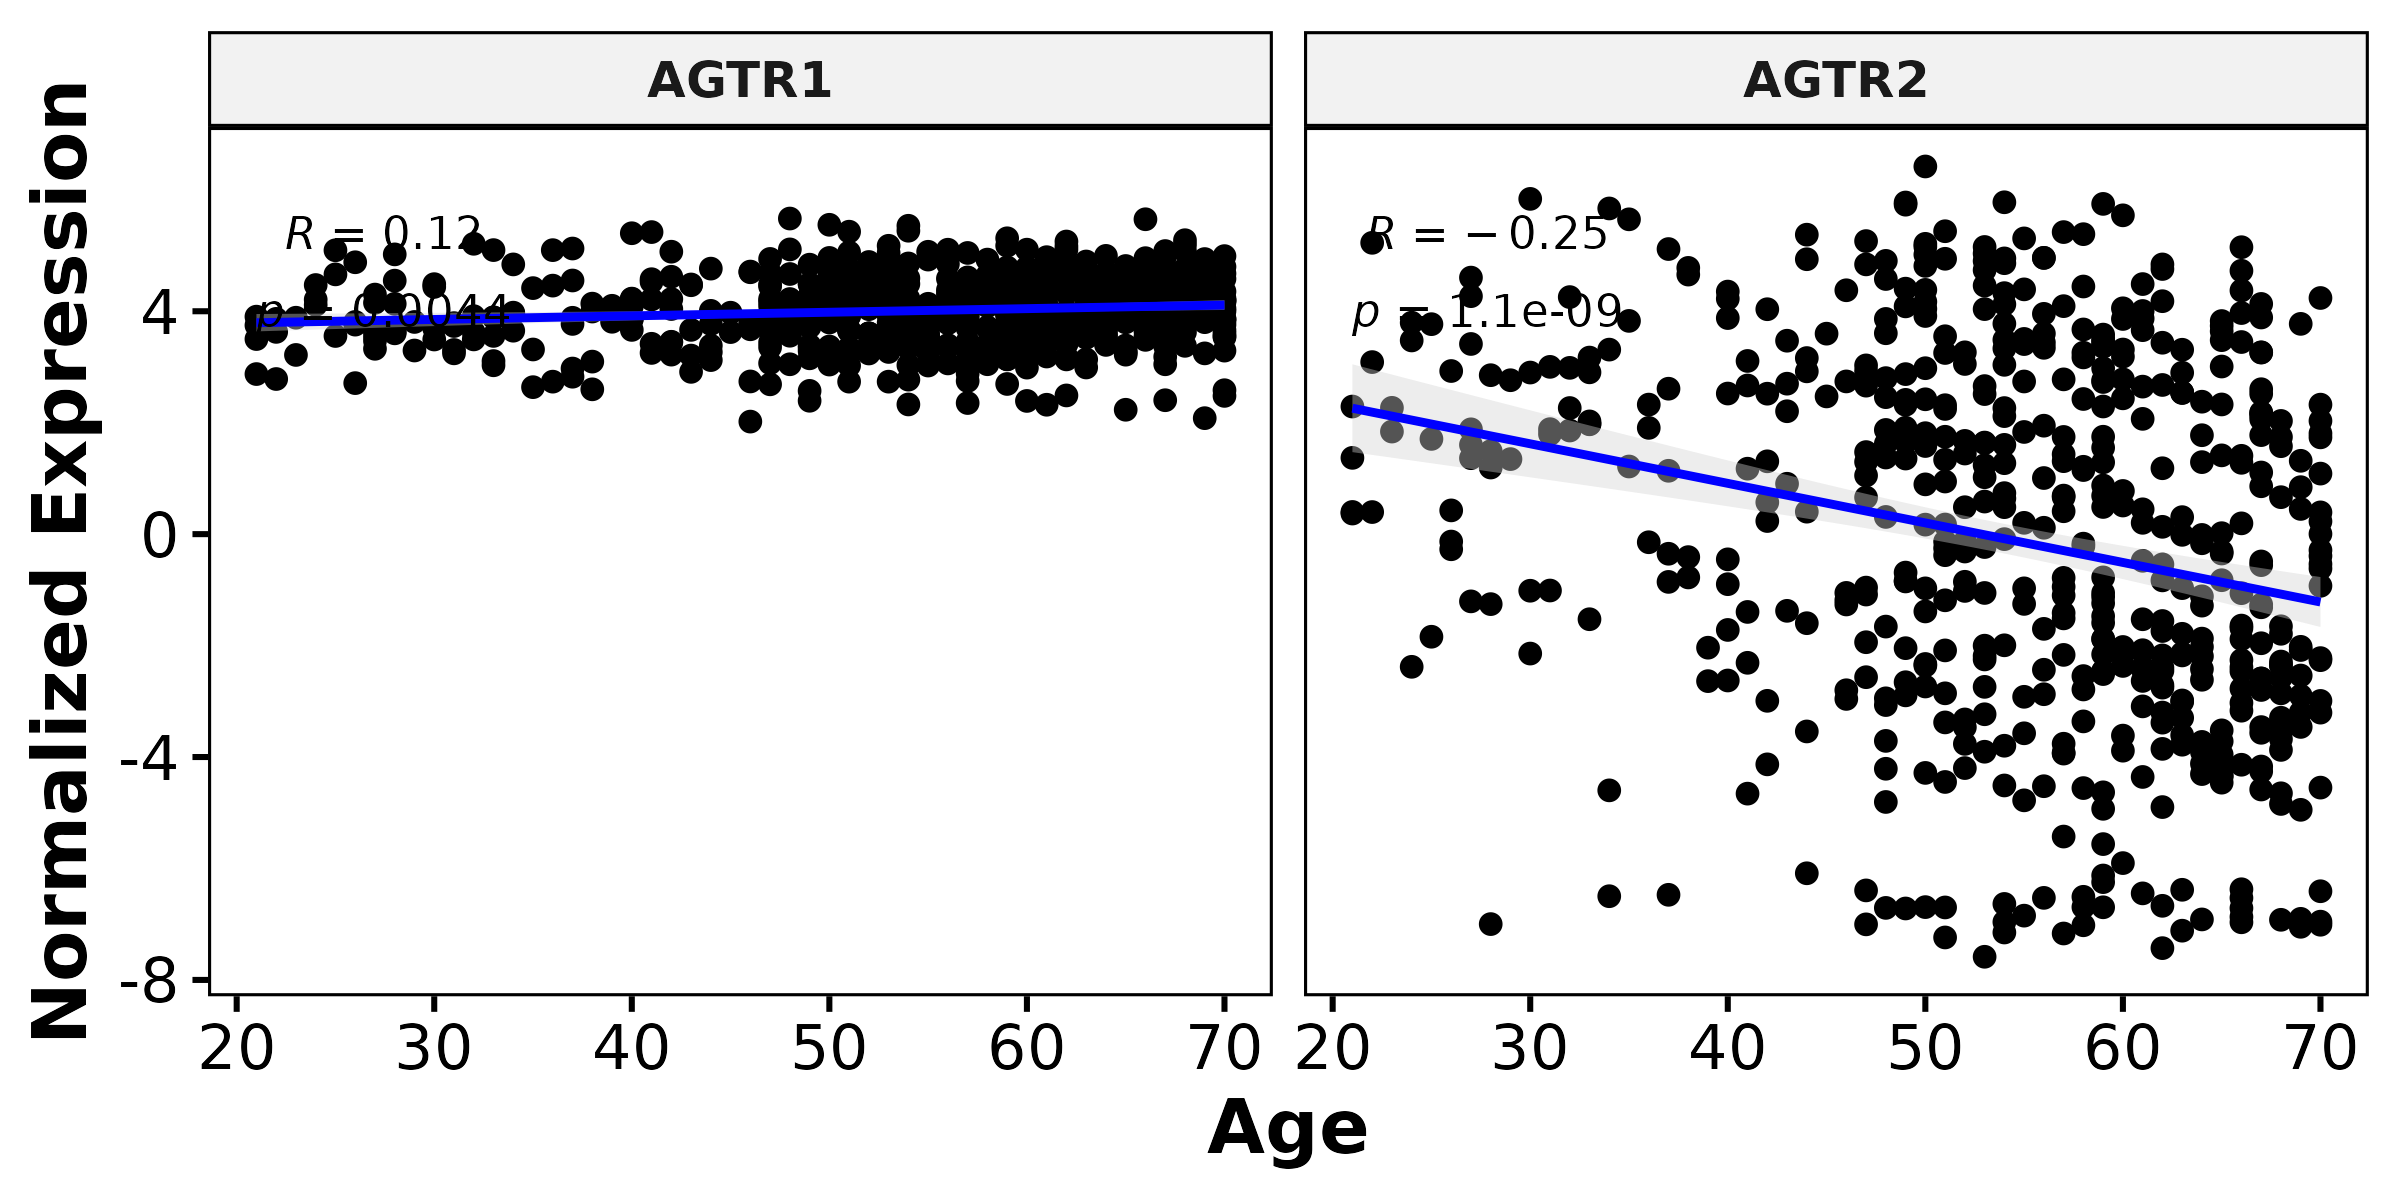 AGTR1
AGTR2
Normalized Expression
R = 0.12
p = 0.0044
R = −0.25
p = 1.1e-09
4
0
-4
-8
20 30 40 50 60 70
20 30 40 50 60 70
Age